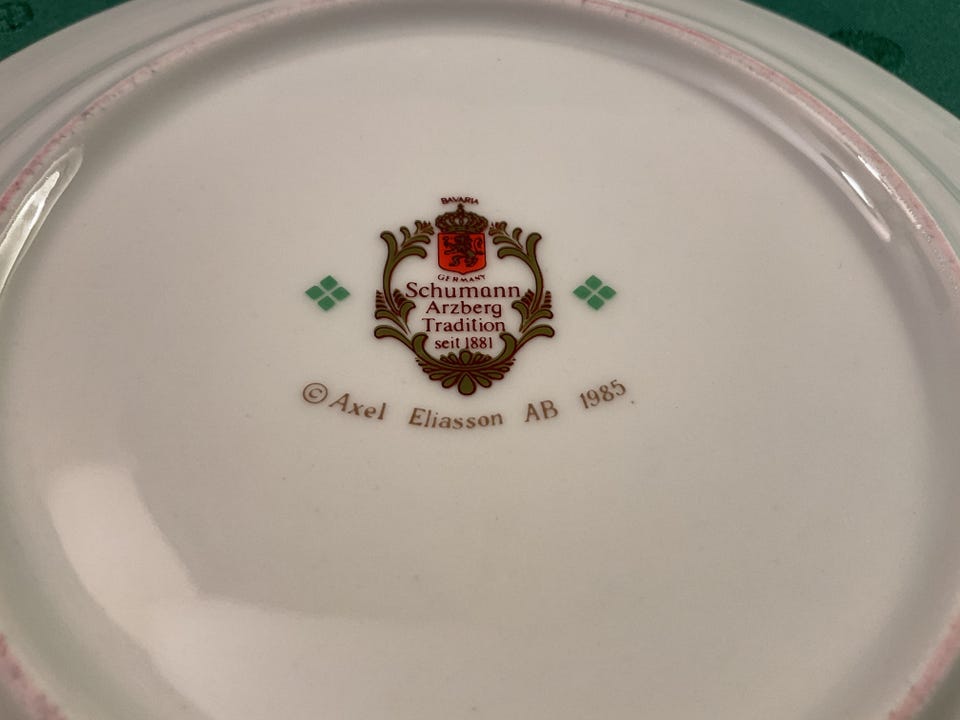 BAVARIA
GERMANY
Schumann
Arzberg
Tradition
seit 1881
© Axel Eliasson AB 1985.